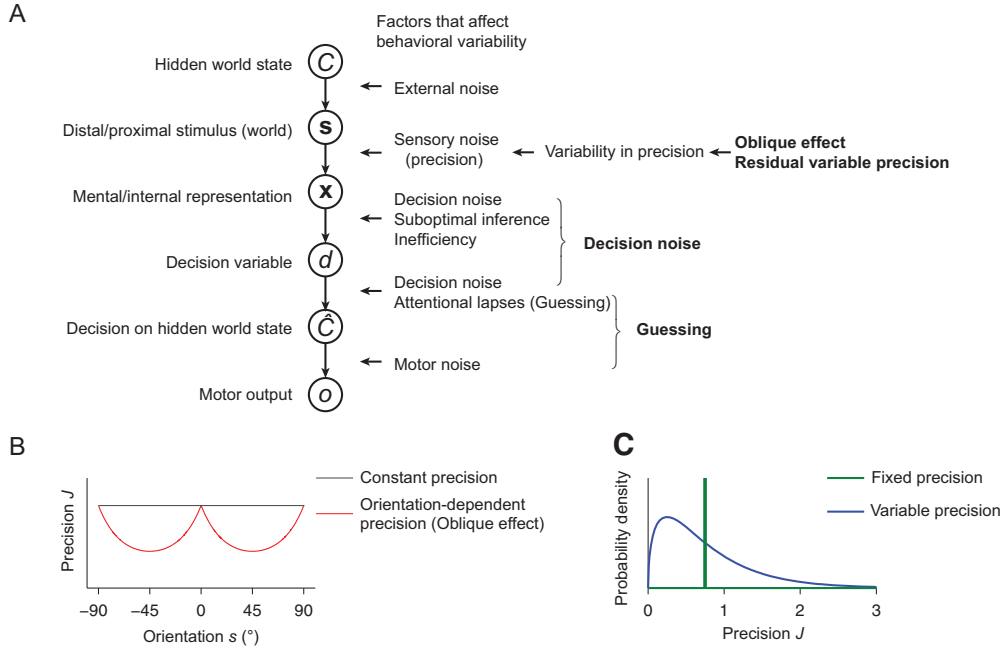 A
Factors that affect
behavioral variability
Hidden world state
C
External noise
Distal/proximal stimulus (world)
s
Sensory noise
(precision)
Variability in precision
Oblique effect
Residual variable precision
Mental/internal representation
x
Decision noise
Suboptimal inference
Inefficiency
Decision noise
Decision variable
d
Decision noise
Attentional lapses (Guessing)
Guessing
Decision on hidden world state
Ĉ
Motor noise
Motor output
o
B
Precision J
−90
−45
0
45
90
Orientation s (°)
Constant precision
Orientation-dependent
precision (Oblique effect)
C
Probability density
0
1
2
3
Precision J
Fixed precision
Variable precision